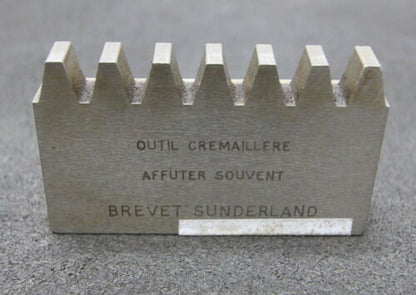 OUTIL CREMAILLERE
AFFUTER SOUVENT
BREVET SUNDERLAND